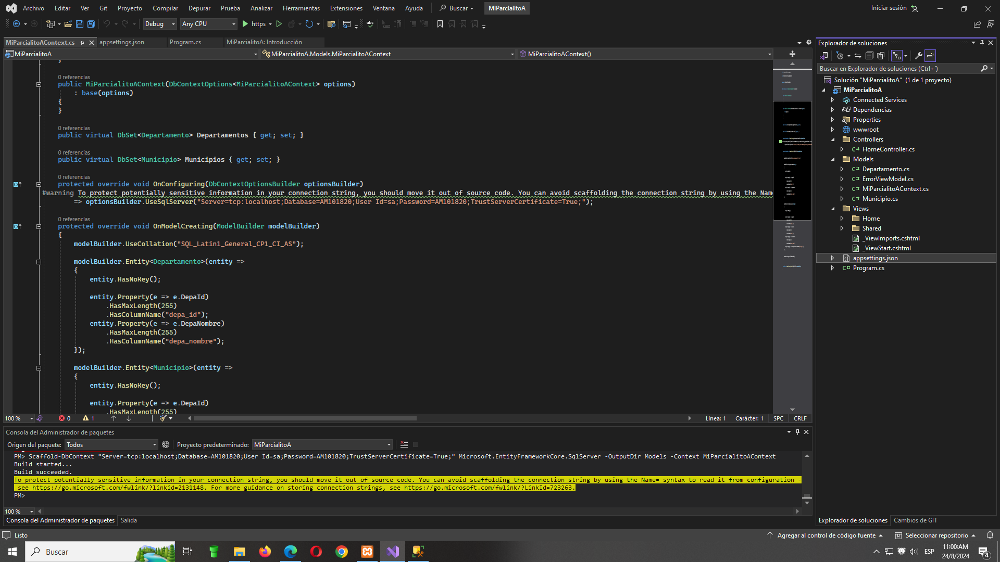 Archivo Editar Ver Git Proyecto Compilar Depurar Prueba Analizar Herramientas Extensiones Ventana Ayuda Buscar MiParcialitoA Iniciar sesión
Debug Any CPU https
MiParcialitoAContext.cs appsettings.json Program.cs MiParcialitoA: Introducción
MiParcialitoA MiParcialitoA.Models.MiParcialitoAContext MiParcialitoAContext()
}
0 referencias
public MiParcialitoAContext(DbContextOptions<MiParcialitoAContext> options)
: base(options)
{
}
0 referencias
public virtual DbSet<Departamento> Departamentos { get; set; }
0 referencias
public virtual DbSet<Municipio> Municipios { get; set; }
0 referencias
protected override void OnConfiguring(DbContextOptionsBuilder optionsBuilder)
#warning To protect potentially sensitive information in your connection string, you should move it out of source code. You can avoid scaffolding the connection string by using the Nam
=> optionsBuilder.UseSqlServer("Server=tcp:localhost;Database=AM101820;User Id=sa;Password=AM101820;TrustServerCertificate=True;");
0 referencias
protected override void OnModelCreating(ModelBuilder modelBuilder)
{
modelBuilder.UseCollation("SQL_Latin1_General_CP1_CI_AS");
modelBuilder.Entity<Departamento>(entity =>
{
entity.HasNoKey();
entity.Property(e => e.DepaId)
.HasMaxLength(255)
.HasColumnName("depa_id");
entity.Property(e => e.DepaNombre)
.HasMaxLength(255)
.HasColumnName("depa_nombre");
});
modelBuilder.Entity<Municipio>(entity =>
{
entity.HasNoKey();
entity.Property(e => e.DepaId)
.HasMaxLength(255)
100 % 0 1 Línea: 1 Carácter: 1 SPC CRLF
Consola del Administrador de paquetes
Origen del paquete: Todos Proyecto predeterminado: MiParcialitoA
PM> Scaffold-DbContext "Server=tcp:localhost;Database=AM101820;User Id=sa;Password=AM101820;TrustServerCertificate=True;" Microsoft.EntityFrameworkCore.SqlServer -OutputDir Models -Context MiParcialitoAContext
Build started...
Build succeeded.
To protect potentially sensitive information in your connection string, you should move it out of source code. You can avoid scaffolding the connection string by using the Name= syntax to read it from configuration -
see https://go.microsoft.com/fwlink/?linkid=2131148. For more guidance on storing connection strings, see https://go.microsoft.com/fwlink/?LinkId=723263.
PM>
100 %
Consola del Administrador de paquetes Salida
Explorador de soluciones
Buscar en Explorador de soluciones (Ctrl+´)
Solución "MiParcialitoA" (1 de 1 proyecto)
MiParcialitoA
Connected Services
Dependencias
Properties
wwwroot
Controllers
C# HomeController.cs
Models
C# Departamento.cs
C# ErrorViewModel.cs
C# MiParcialitoAContext.cs
C# Municipio.cs
Views
Home
Shared
_ViewImports.cshtml
_ViewStart.cshtml
appsettings.json
C# Program.cs
Explorador de soluciones Cambios de GIT
Listo Agregar al control de código fuente Seleccionar repositorio
Buscar ESP 11:00:AM 4
24/8/2024